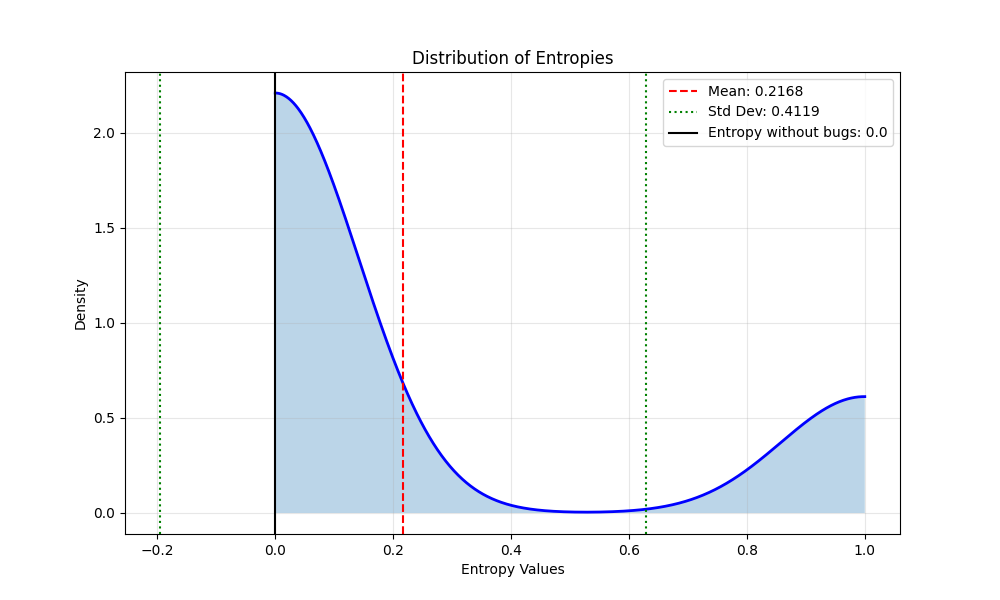 Distribution of Entropies
Mean: 0.2168
Std Dev: 0.4119
Entropy without bugs: 0.0
Density
2.0
1.5
1.0
0.5
0.0
−0.2
0.0
0.2
0.4
0.6
0.8
1.0
Entropy Values